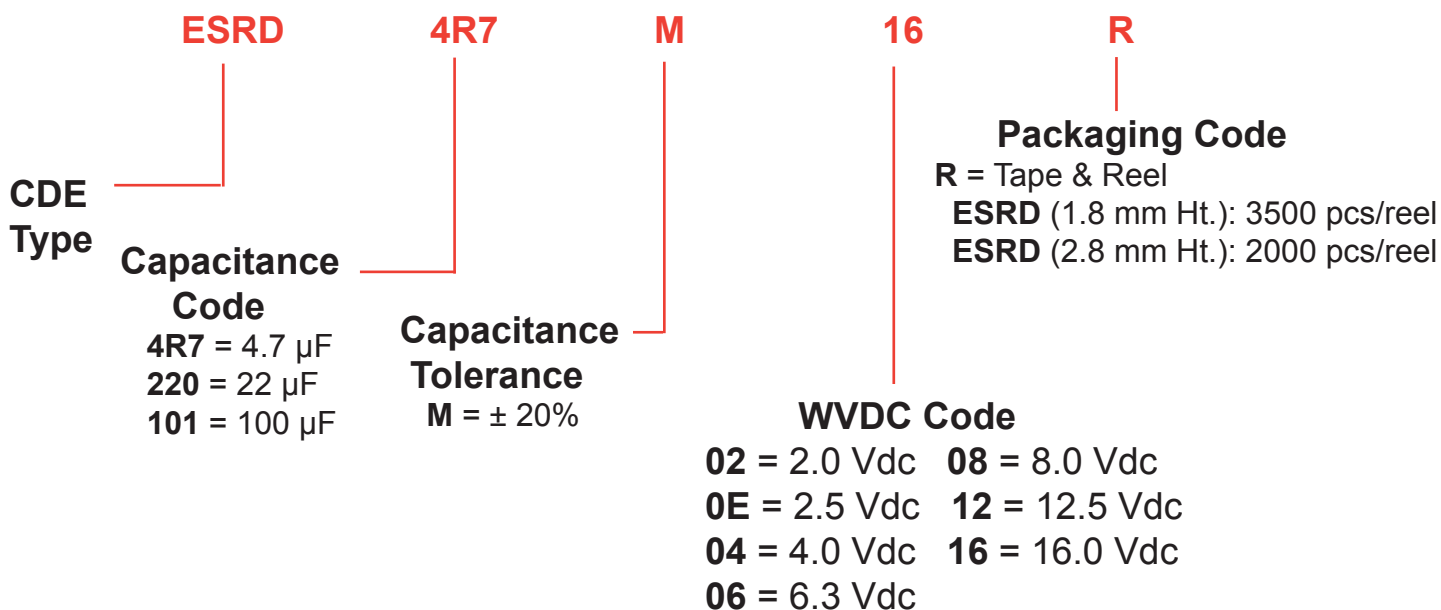 ESRD 4R7 M 16 R
CDE
Type
Capacitance
Code
4R7 = 4.7 µF
220 = 22 µF
101 = 100 µF
Capacitance
Tolerance
M = ± 20%
WVDC Code
02 = 2.0 Vdc 08 = 8.0 Vdc
0E = 2.5 Vdc 12 = 12.5 Vdc
04 = 4.0 Vdc 16 = 16.0 Vdc
06 = 6.3 Vdc
Packaging Code
R = Tape & Reel
ESRD (1.8 mm Ht.): 3500 pcs/reel
ESRD (2.8 mm Ht.): 2000 pcs/reel